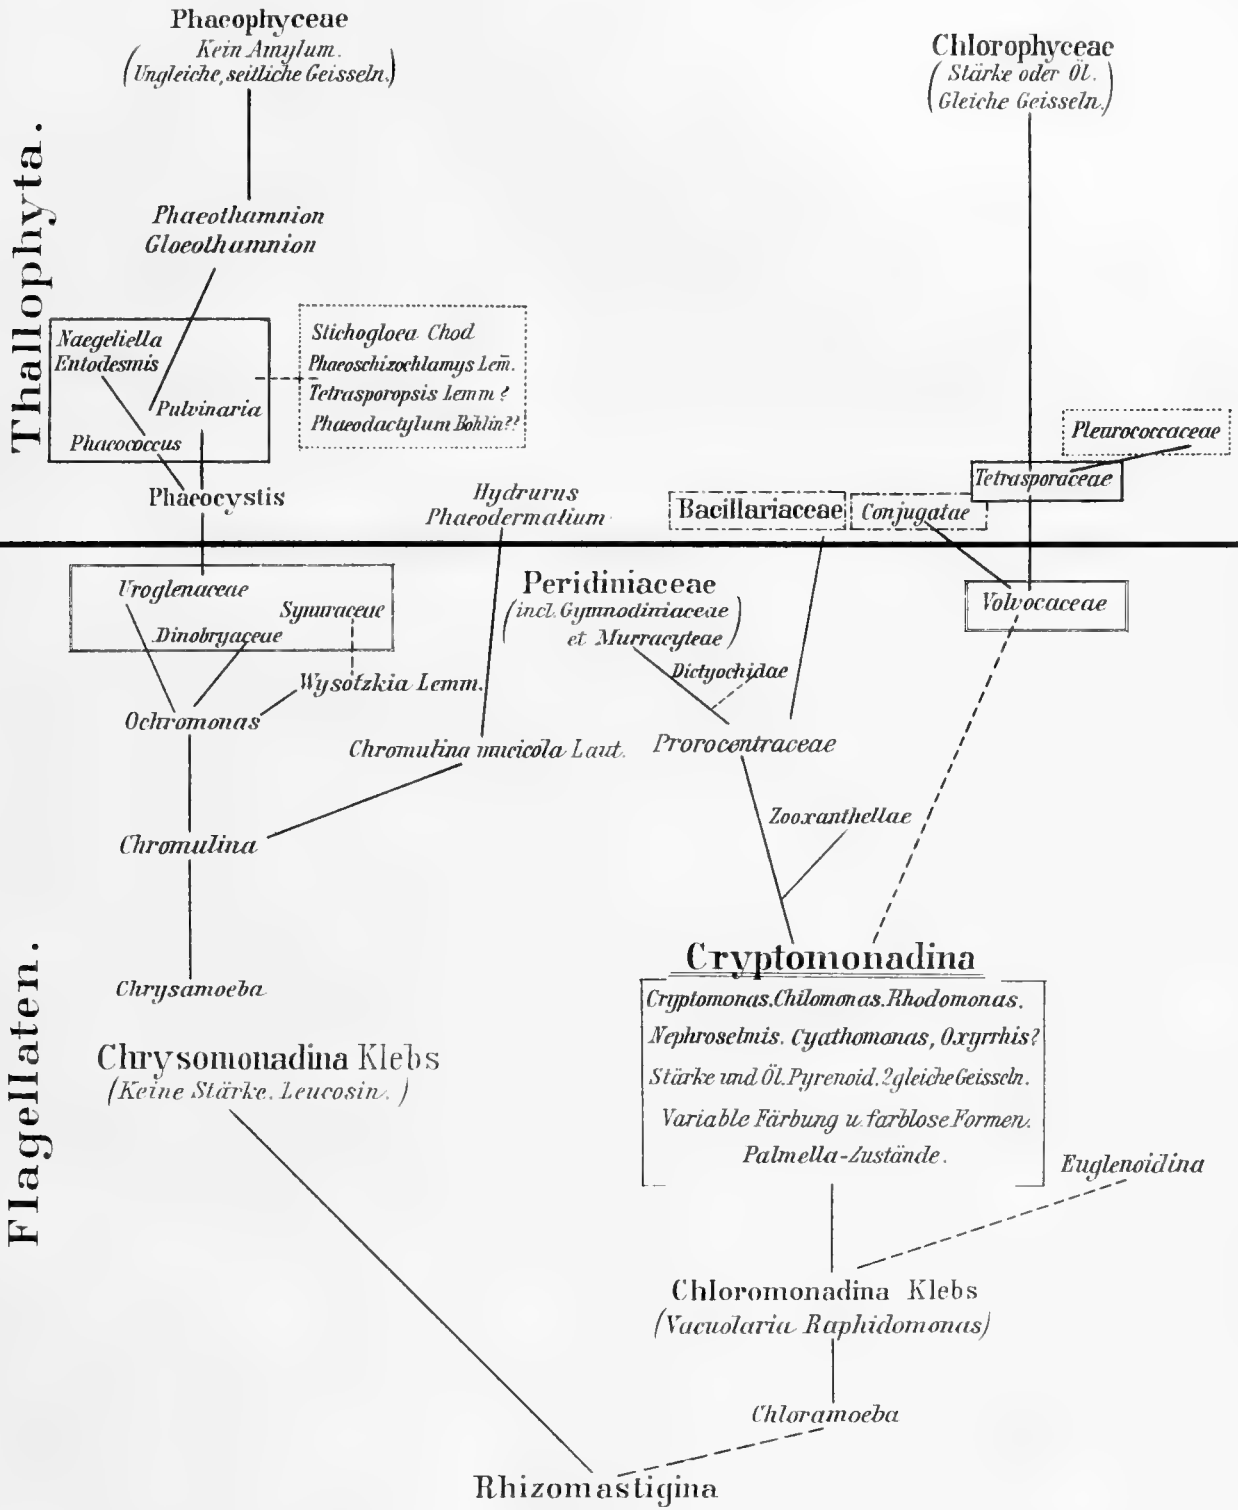 Phaeophyceae
Kein Amylum.
(Ungleiche, seitliche Geisseln.)
Chlorophyceae
(Stärke oder Öl.
Gleiche Geisseln.)
Thallophyta.
Phaeothamnion
Gloeothamnion
Naegeliella
Entodesmis
Pulvinaria
Phaeococcus
Stichogloea Chod
Phaeoschizochlamys Lem̄.
Tetrasporopsis Lemm ?
Phaeodactylum Bohlin??
Pleurococcaceae
Tetrasporaceae
Phaeocystis
Hydrurus
Phaeodermatium
Bacillariaceae
Conjugatae
Uroglenaceae
Synuraceae
Dinobryaceae
Peridiniaceae
(incl. Gymnodiniaceae
et Murracyteae)
Volvocaceae
Dictyochidae
Wysotzkia Lemm.
Ochromonas
Chromulina mucicola Laut.
Prorocentraceae
Zooxanthellae
Chromulina
Flagellaten.
Cryptomonadina
Chrysamoeba
Cryptomonas. Chilomonas. Rhodomonas.
Nephroselmis. Cyathomonas, Oxyrrhis?
Stärke und Öl. Pyrenoid. 2 gleiche Geisseln.
Variable Färbung u. farblose Formen.
Palmella-Zustände.
Chrysomonadina Klebs
(Keine Stärke. Leucosin.)
Euglenoidina
Chloromonadina Klebs
(Vacuolaria Raphidomonas)
Chloramoeba
Rhizomastigina